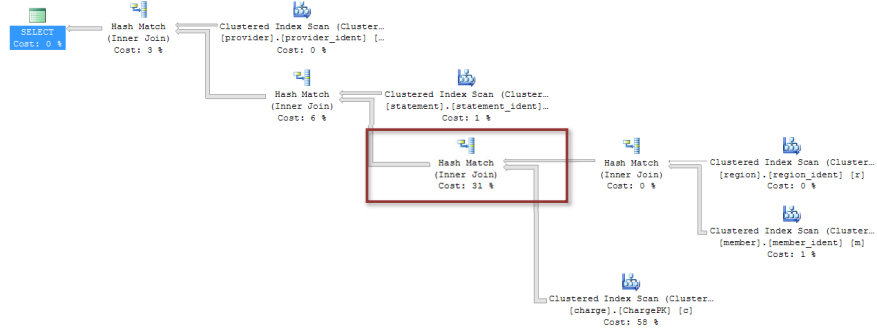 SELECT
Cost: 0 %
Hash Match
(Inner Join)
Cost: 3 %
Clustered Index Scan (Cluster…
[provider].[provider_ident] […
Cost: 0 %
Hash Match
(Inner Join)
Cost: 6 %
Clustered Index Scan (Cluster…
[statement].[statement_ident]…
Cost: 1 %
Hash Match
(Inner Join)
Cost: 31 %
Hash Match
(Inner Join)
Cost: 0 %
Clustered Index Scan (Cluster…
[region].[region_ident] [r]
Cost: 0 %
Clustered Index Scan (Cluster…
[member].[member_ident] [m]
Cost: 1 %
Clustered Index Scan (Cluster…
[charge].[ChargePK] [c]
Cost: 58 %